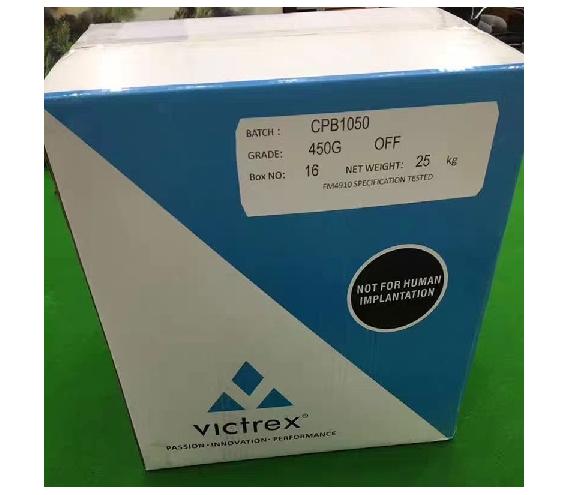 BATCH : CPB1050
GRADE: 450G OFF
Box NO: 16 NET WEIGHT: 25 kg
FM4910 SPECIFICATION TESTED
NOT FOR HUMAN
IMPLANTATION
victrex®
PASSION • INNOVATION • PERFORMANCE